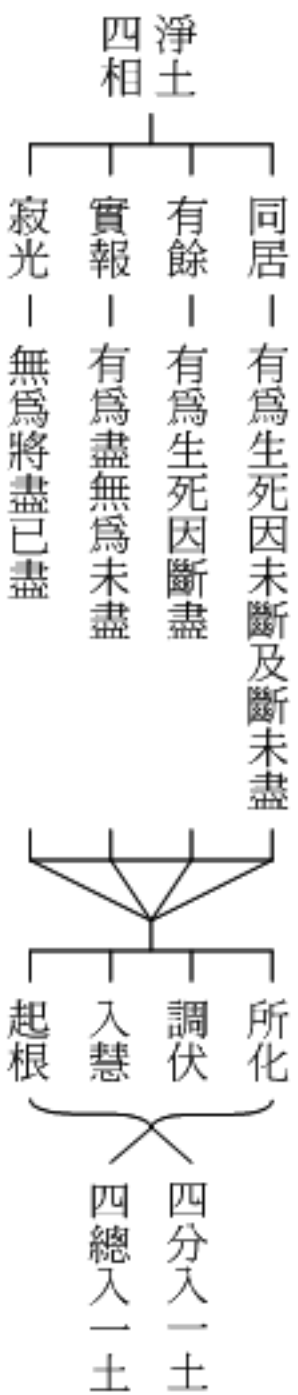 淨土
四相
同居
有餘
實報
寂光
有爲生死因未斷及斷未盡
有爲生死因斷盡
有爲盡無爲未盡
無爲將盡已盡
所化
調伏
入慧
起根
四分入一土
四總入一土